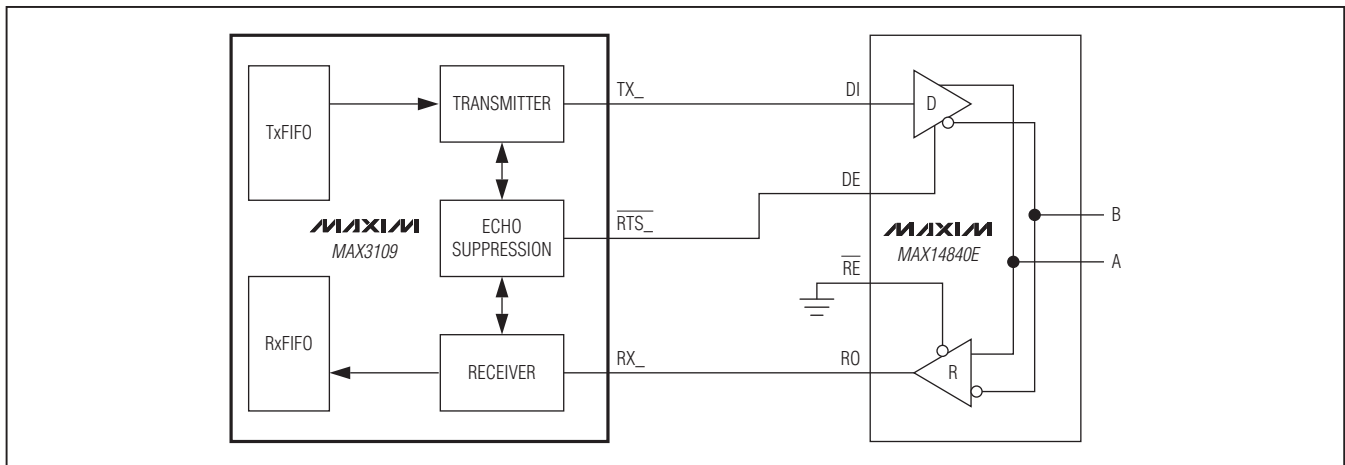 TxFIFO
TRANSMITTER
TX_
DI
D
DE
ECHO
SUPPRESSION
RTS_
MAXIM
MAX3109
MAXIM
MAX14840E
B
A
RE
RxFIFO
RECEIVER
RX_
RO
R